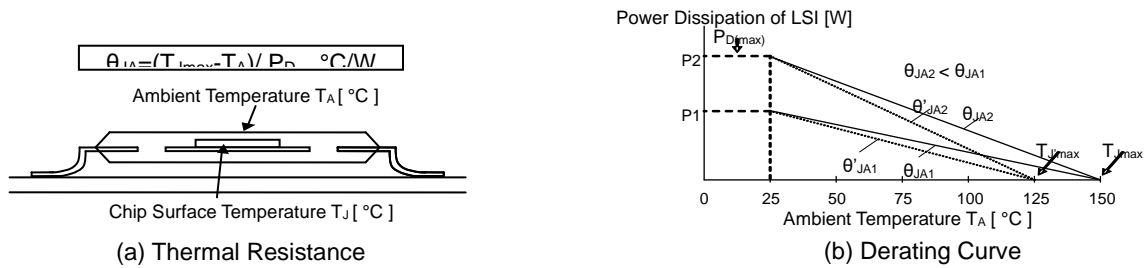 θJA=(TJmax-TA)/ PD °C/W
Ambient Temperature TA [ °C ]
Chip Surface Temperature TJ [ °C ]
(a) Thermal Resistance
Power Dissipation of LSI [W]
PD(max)
P2
θJA2 < θJA1
θ'JA2
θJA2
P1
θ'JA1
θJA1
TJ'max
TJmax
0 25 50 75 100 125 150
Ambient Temperature TA [ °C ]
(b) Derating Curve